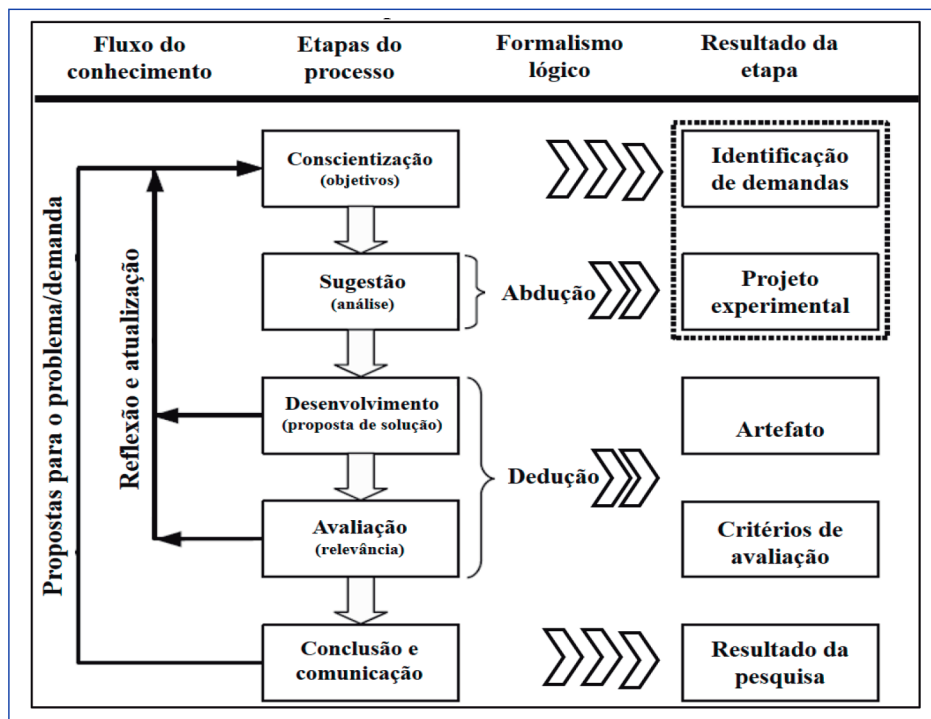 Fluxo do
conhecimento
Etapas do
processo
Formalismo
lógico
Resultado da
etapa
Propostas para o problema/demanda
Reflexão e atualização
Conscientização
(objetivos)
Identificação
de demandas
Sugestão
(análise)
Abdução
Projeto
experimental
Desenvolvimento
(proposta de solução)
Dedução
Artefato
Avaliação
(relevância)
Critérios de
avaliação
Conclusão e
comunicação
Resultado da
pesquisa